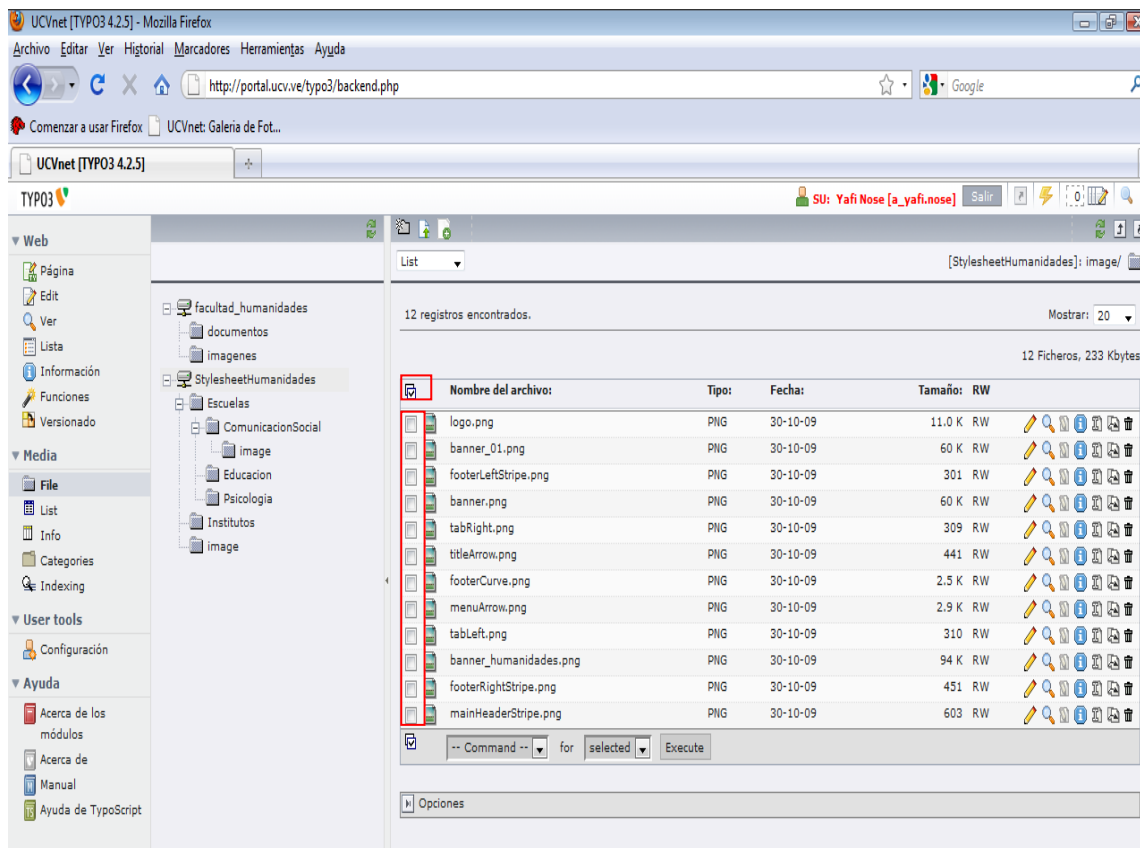 UCVnet [TYPO3 4.2.5] - Mozilla Firefox
Archivo Editar Ver Historial Marcadores Herramientas Ayuda
http://portal.ucv.ve/typo3/backend.php
Google
Comenzar a usar Firefox UCVnet: Galeria de Fot...
UCVnet [TYPO3 4.2.5]
TYPO3
SU: Yafi Nose [a_yafi.nose] Salir 0
Web
Página
Edit
Ver
Lista
Información
Funciones
Versionado
Media
File
List
Info
Categories
Indexing
User tools
Configuración
Ayuda
Acerca de los
módulos
Acerca de
Manual
Ayuda de TypoScript
facultad_humanidades
documentos
imagenes
StylesheetHumanidades
Escuelas
ComunicacionSocial
image
Educacion
Psicologia
Institutos
image
List [StylesheetHumanidades]: image/
12 registros encontrados. Mostrar: 20
12 Ficheros, 233 Kbytes
Nombre del archivo: Tipo: Fecha: Tamaño: RW
logo.png PNG 30-10-09 11.0 K RW
banner_01.png PNG 30-10-09 60 K RW
footerLeftStripe.png PNG 30-10-09 301 RW
banner.png PNG 30-10-09 60 K RW
tabRight.png PNG 30-10-09 309 RW
titleArrow.png PNG 30-10-09 441 RW
footerCurve.png PNG 30-10-09 2.5 K RW
menuArrow.png PNG 30-10-09 2.9 K RW
tabLeft.png PNG 30-10-09 310 RW
banner_humanidades.png PNG 30-10-09 94 K RW
footerRightStripe.png PNG 30-10-09 451 RW
mainHeaderStripe.png PNG 30-10-09 603 RW
-- Command -- for selected Execute
Opciones